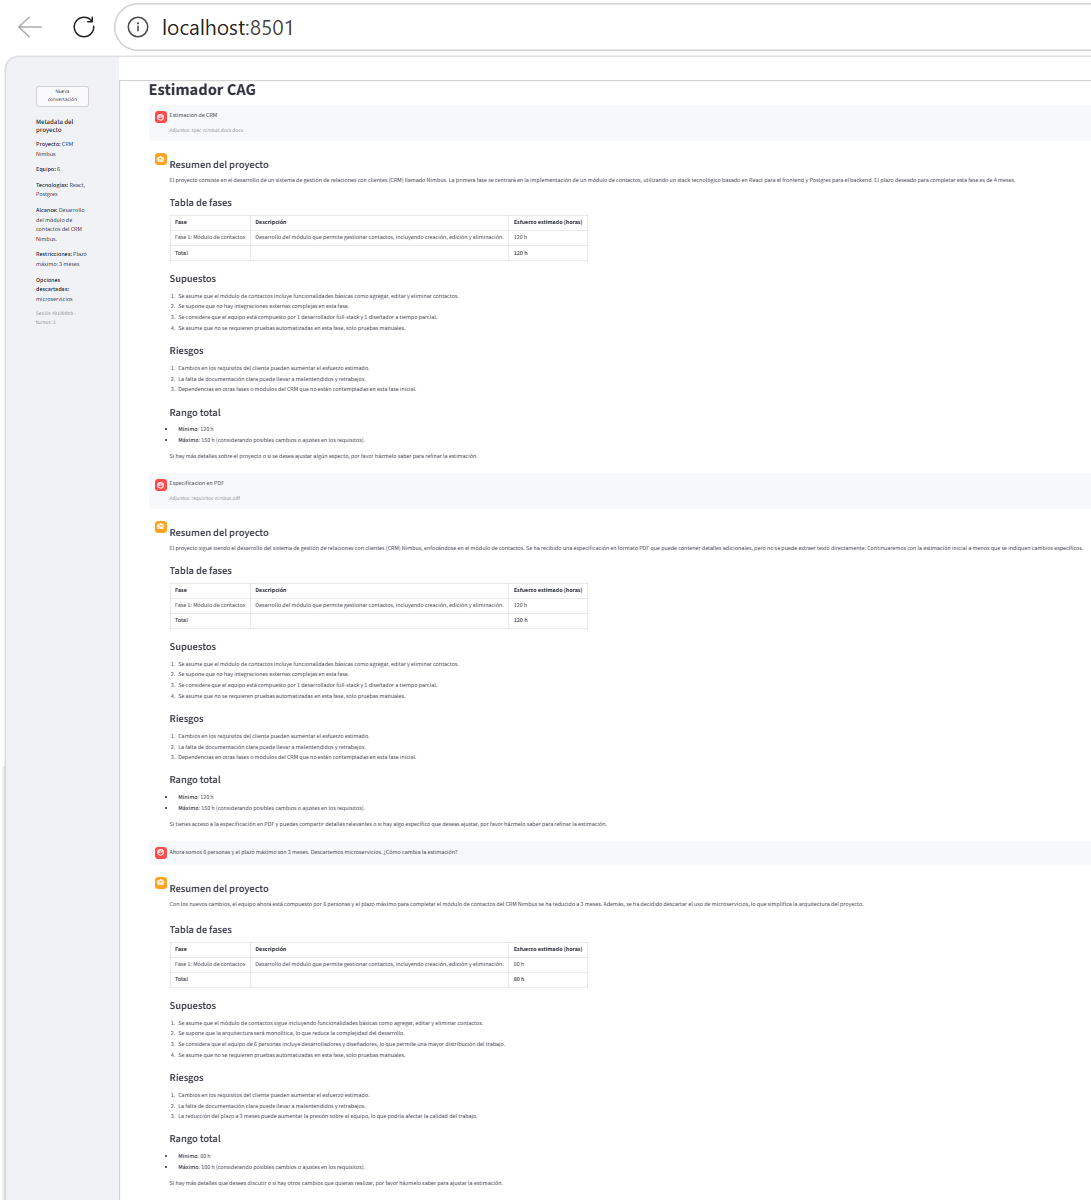 localhost:8501
Nueva
conversación
Metadata del
proyecto
Proyecto: CRM
Nimbus
Equipo: 6
Tecnologías: React,
Postgres
Alcance: Desarrollo
del módulo de
contactos del CRM
Nimbus.
Restricciones: Plazo
máximo: 3 meses
Opciones
descartadas:
microservicios
Estimador CAG
Estimacion de CRM
Adjuntos: spec-nimbus.docx.docx
Resumen del proyecto
El proyecto consiste en el desarrollo de un sistema de gestión de relaciones con clientes (CRM) llamado Nimbus. La primera fase se centrará en la implementación de un módulo de contactos, utilizando un stack tecnológico basado en React para el frontend y Postgres para el backend. El plazo deseado para completar esta fase es de 4 meses.
Tabla de fases
Fase Descripción Esfuerzo estimado (horas)
Fase 1: Módulo de contactos Desarrollo del módulo que permite gestionar contactos, incluyendo creación, edición y eliminación. 120 h
Total 120 h
Supuestos
1. Se asume que el módulo de contactos incluye funcionalidades básicas como agregar, editar y eliminar contactos.
2. Se supone que no hay integraciones externas complejas en esta fase.
3. Se considera que el equipo está compuesto por 1 desarrollador full-stack y 1 diseñador a tiempo parcial.
4. Se asume que no se requieren pruebas automatizadas en esta fase, solo pruebas manuales.
Riesgos
1. Cambios en los requisitos del cliente pueden aumentar el esfuerzo estimado.
2. La falta de documentación clara puede llevar a malentendidos y retrabajos.
3. Dependencias en otras fases o módulos del CRM que no están contempladas en esta fase inicial.
Rango total
• Mínimo: 120 h
• Máximo: 150 h (considerando posibles cambios o ajustes en los requisitos).
Si hay más detalles sobre el proyecto o si se desea ajustar algún aspecto, por favor házmelo saber para refinar la estimación.
Especificacion en PDF
Adjuntos: requisitos-nimbus.pdf
Resumen del proyecto
El proyecto sigue siendo el desarrollo del sistema de gestión de relaciones con clientes (CRM) Nimbus, enfocándose en el módulo de contactos. Se ha recibido una especificación en formato PDF que puede contener detalles adicionales, pero no se puede extraer texto directamente. Continuaremos con la estimación inicial a menos que se indiquen cambios específicos.
Tabla de fases
Fase Descripción Esfuerzo estimado (horas)
Fase 1: Módulo de contactos Desarrollo del módulo que permite gestionar contactos, incluyendo creación, edición y eliminación. 120 h
Total 120 h
Supuestos
1. Se asume que el módulo de contactos incluye funcionalidades básicas como agregar, editar y eliminar contactos.
2. Se supone que no hay integraciones externas complejas en esta fase.
3. Se considera que el equipo está compuesto por 1 desarrollador full-stack y 1 diseñador a tiempo parcial.
4. Se asume que no se requieren pruebas automatizadas en esta fase, solo pruebas manuales.
Riesgos
1. Cambios en los requisitos del cliente pueden aumentar el esfuerzo estimado.
2. La falta de documentación clara puede llevar a malentendidos y retrabajos.
3. Dependencias en otras fases o módulos del CRM que no están contempladas en esta fase inicial.
Rango total
• Mínimo: 120 h
• Máximo: 150 h (considerando posibles cambios o ajustes en los requisitos).
Si tienes acceso a la especificación en PDF y puedes compartir detalles relevantes o si hay algo específico que deseas ajustar, por favor házmelo saber para refinar la estimación.
Ahora somos 6 personas y el plazo máximo son 3 meses. Descartemos microservicios. ¿Cómo cambia la estimación?
Resumen del proyecto
Con los nuevos cambios, el equipo ahora está compuesto por 6 personas y el plazo máximo para completar el módulo de contactos del CRM Nimbus se ha reducido a 3 meses. Además, se ha decidido descartar el uso de microservicios, lo que simplifica la arquitectura del proyecto.
Tabla de fases
Fase Descripción Esfuerzo estimado (horas)
Fase 1: Módulo de contactos Desarrollo del módulo que permite gestionar contactos, incluyendo creación, edición y eliminación. 80 h
Total 80 h
Supuestos
1. Se asume que el módulo de contactos sigue incluyendo funcionalidades básicas como agregar, editar y eliminar contactos.
2. Se supone que la arquitectura será monolítica, lo que reduce la complejidad del desarrollo.
3. Se considera que el equipo de 6 personas incluye desarrolladores y diseñadores, lo que permite una mayor distribución del trabajo.
4. Se asume que no se requieren pruebas automatizadas en esta fase, solo pruebas manuales.
Riesgos
1. Cambios en los requisitos del cliente pueden aumentar el esfuerzo estimado.
2. La falta de documentación clara puede llevar a malentendidos y retrabajos.
3. La reducción del plazo a 3 meses puede aumentar la presión sobre el equipo, lo que podría afectar la calidad del trabajo.
Rango total
• Mínimo: 80 h
• Máximo: 100 h (considerando posibles cambios o ajustes en los requisitos).
Si hay más detalles que desees discutir o si hay otros cambios que quieras realizar, por favor házmelo saber para ajustar la estimación.